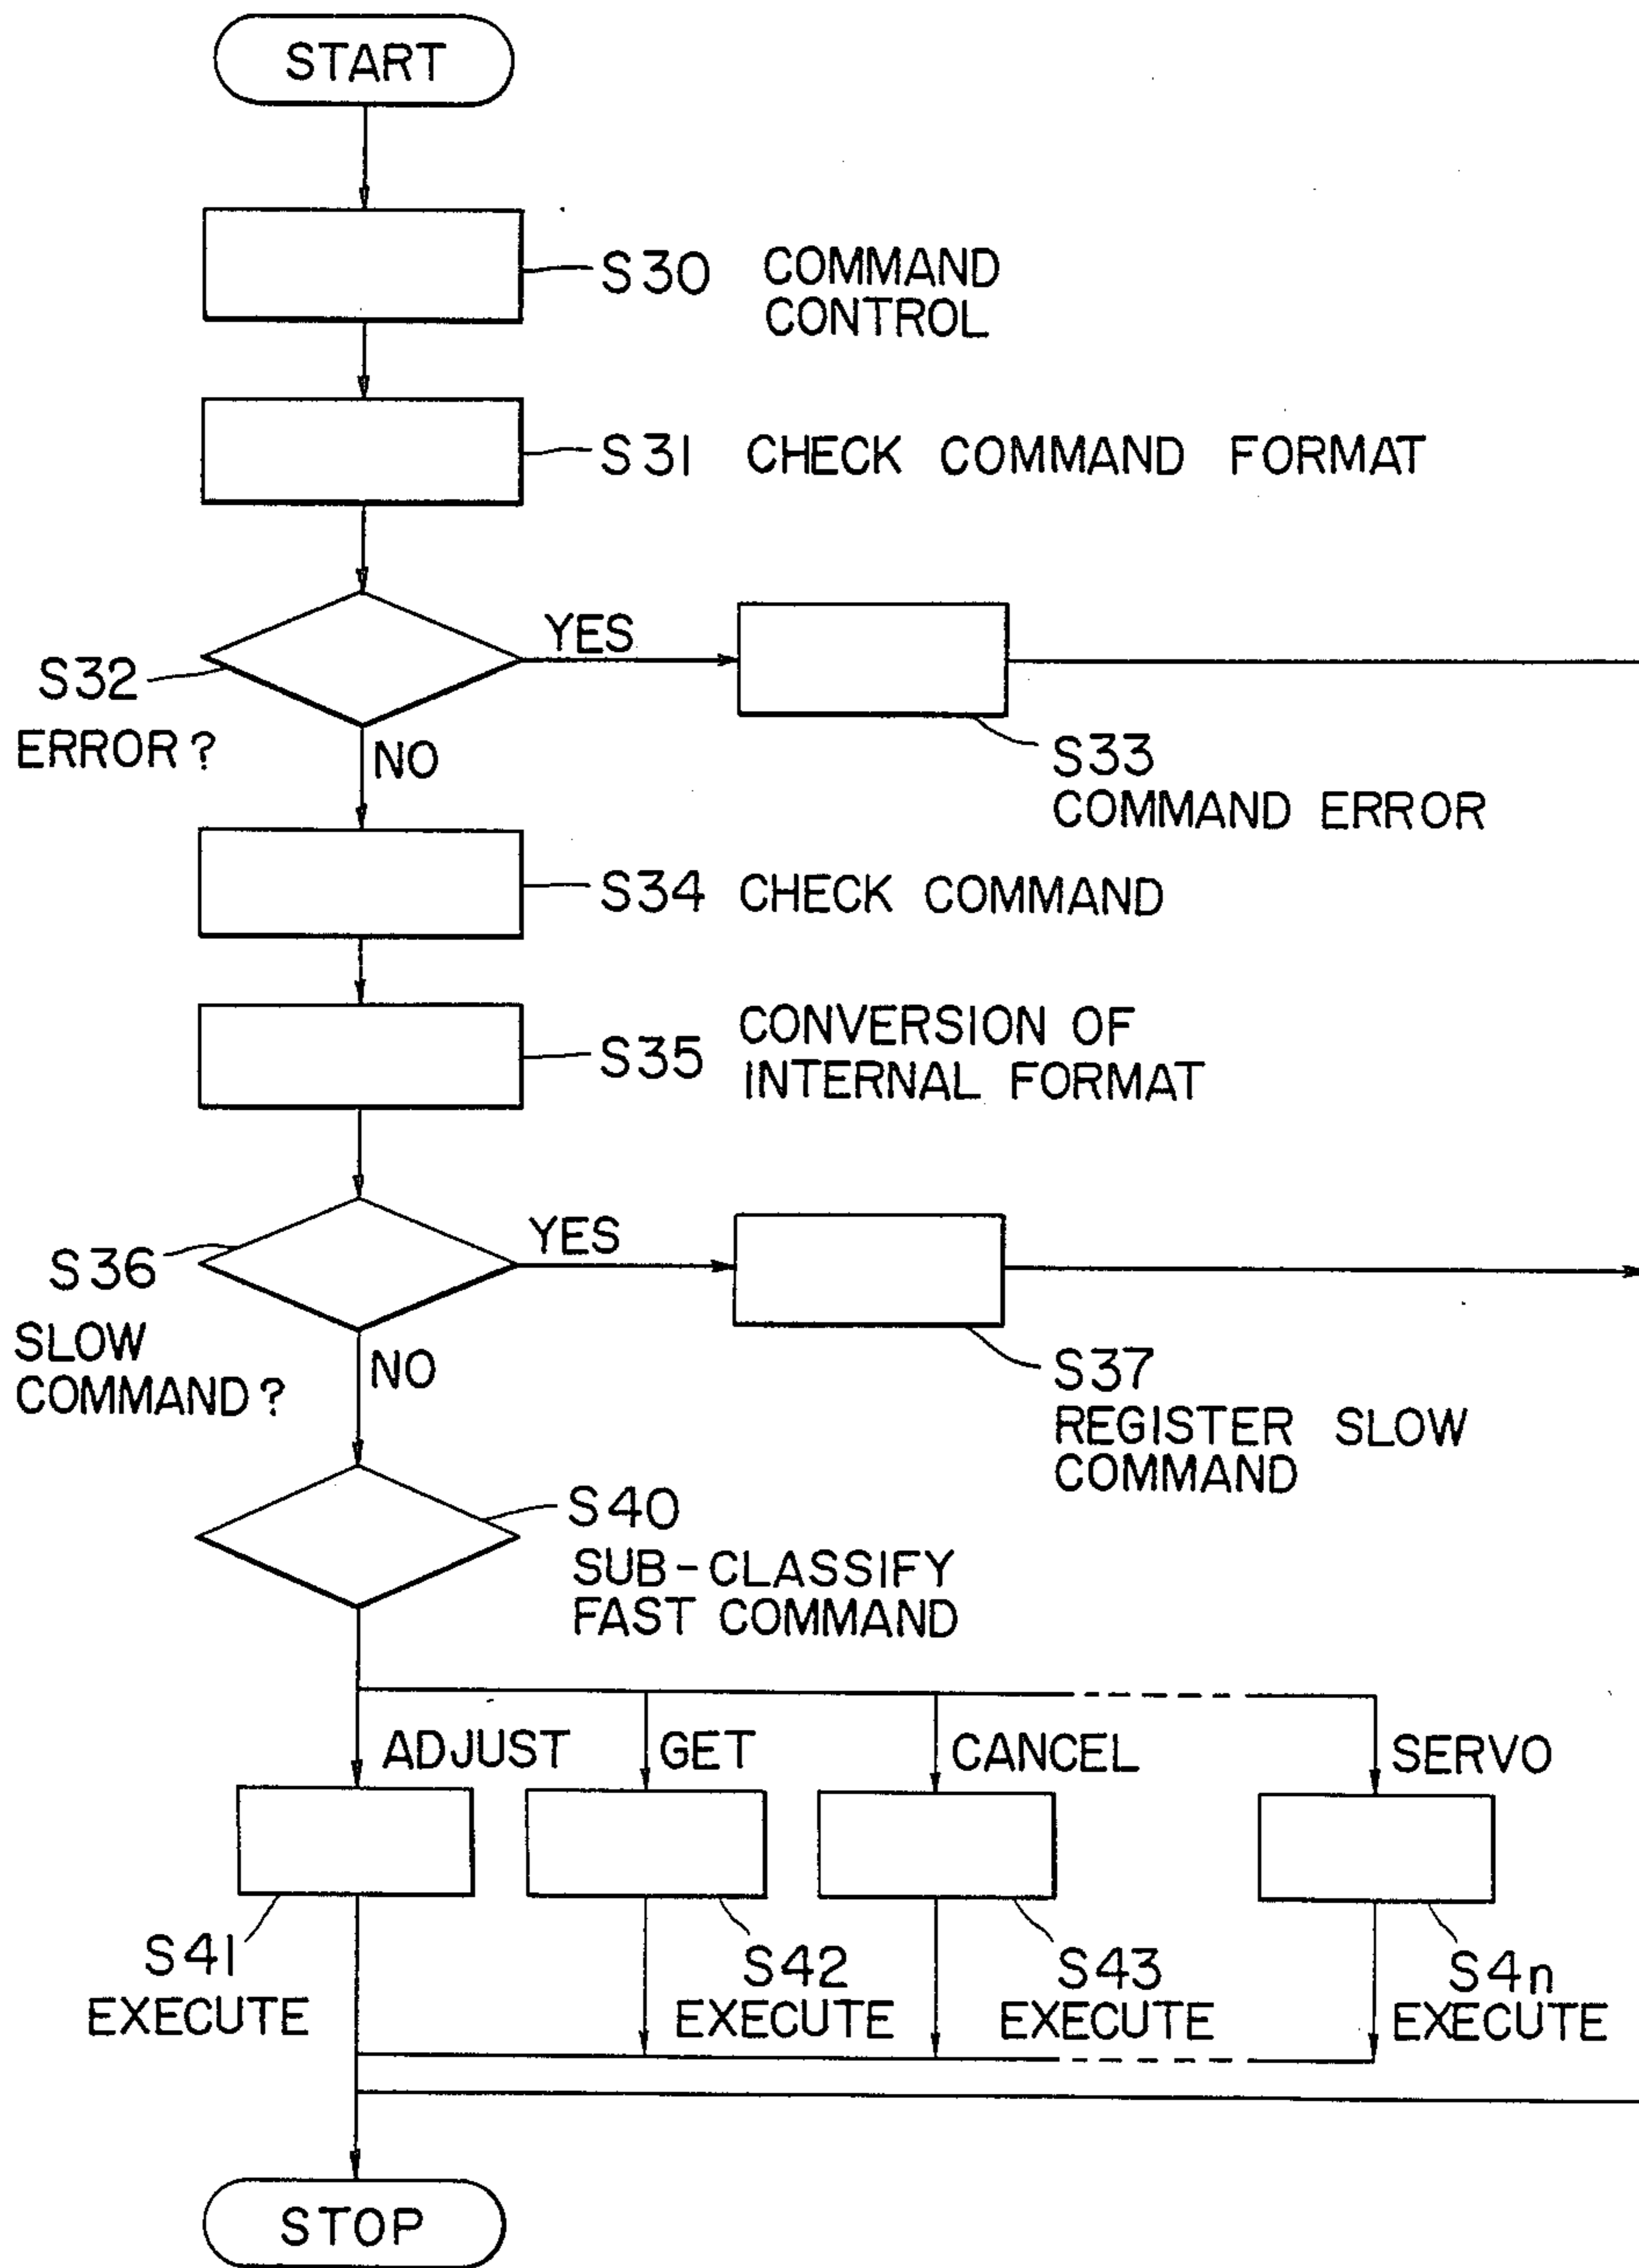 START
S30 COMMAND
CONTROL
S31 CHECK COMMAND FORMAT
YES
S32
ERROR?
NO
S33
COMMAND ERROR
S34 CHECK COMMAND
S35 CONVERSION OF
INTERNAL FORMAT
YES
S36
SLOW
COMMAND?
NO
S37
REGISTER SLOW
COMMAND
S40
SUB-CLASSIFY
FAST COMMAND
ADJUST
GET
CANCEL
SERVO
S41
EXECUTE
S42
EXECUTE
S43
EXECUTE
S4n
EXECUTE
STOP